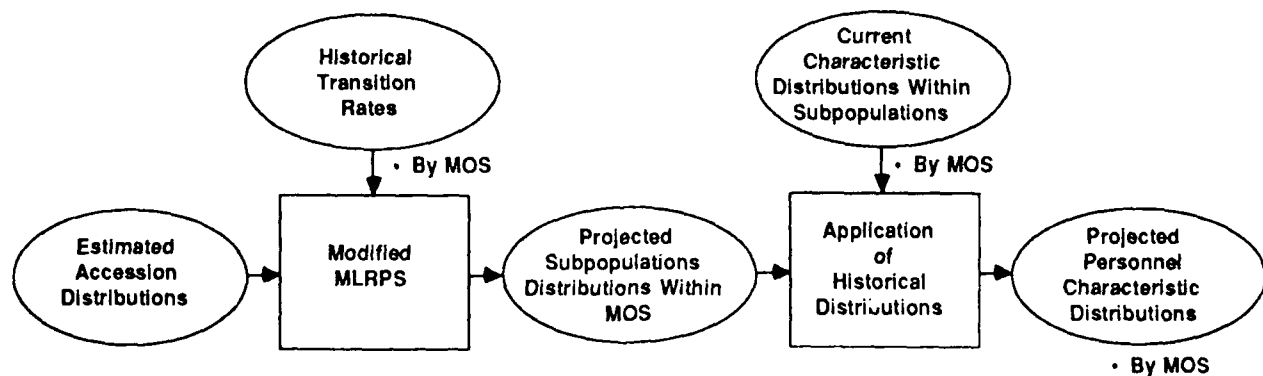 Historical
Transition
Rates
• By MOS
Current
Characteristic
Distributions Within
Subpopulations
• By MOS
Estimated
Accession
Distributions
Modified
MLRPS
Projected
Subpopulations
Distributions Within
MOS
Application
of
Historical
Distributions
Projected
Personnel
Characteristic
Distributions
• By MOS